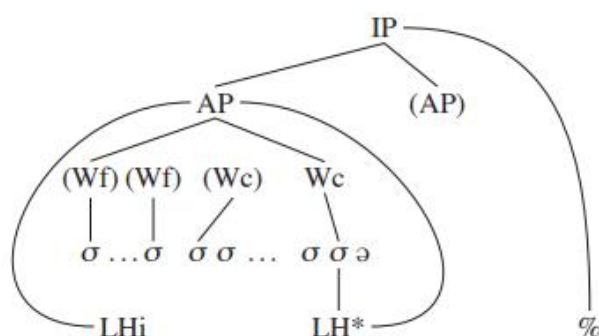 IP
AP (AP)
(Wf) (Wf) (Wc) Wc
σ ... σ σ σ ... σ σ ə
LHi LH* %